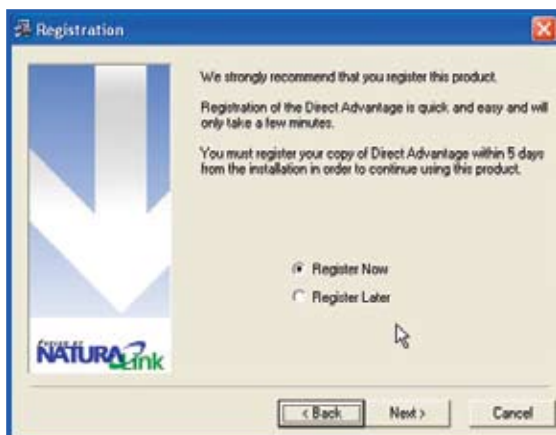 Registration
We strongly recommend that you register this product.
Registration of the Direct Advantage is quick and easy and will
only take a few minutes.
You must register your copy of Direct Advantage within 5 days
from the installation in order to continue using this product.
Register Now
Register Later
NATURALink
< Back
Next >
Cancel